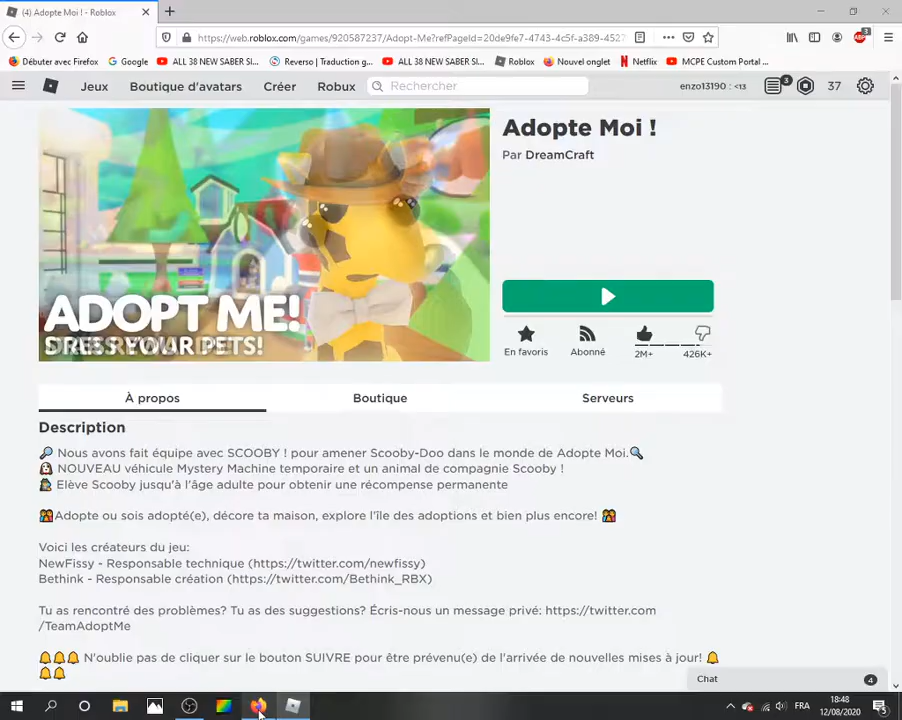 (4) Adopte Moi ! - Roblox
https://web.roblox.com/games/920587237/Adopt-Me?refPageId=20de9fe7-4743-4c5f-a389-4527
Débuter avec Firefox
Google
ALL 38 NEW SABER SI...
Reverso | Traduction g...
ALL 38 NEW SABER SI...
Roblox
Nouvel onglet
Netflix
MCPE Custom Portal ...
Jeux
Boutique d'avatars
Créer
Robux
Rechercher
enzo13190 : <13
3
37
ADOPT ME!
Adopte Moi !
Par DreamCraft
En favoris
Abonné
2M+
426K+
À propos
Boutique
Serveurs
Description
Nous avons fait équipe avec SCOOBY ! pour amener Scooby-Doo dans le monde de Adopte Moi.
NOUVEAU véhicule Mystery Machine temporaire et un animal de compagnie Scooby !
Elève Scooby jusqu'à l'âge adulte pour obtenir une récompense permanente
Adopte ou sois adopté(e), décore ta maison, explore l'île des adoptions et bien plus encore!
Voici les créateurs du jeu:
NewFissy - Responsable technique (https://twitter.com/newfissy)
Bethink - Responsable création (https://twitter.com/Bethink_RBX)
Tu as rencontré des problèmes? Tu as des suggestions? Écris-nous un message privé: https://twitter.com
/TeamAdoptMe
N'oublie pas de cliquer sur le bouton SUIVRE pour être prévenu(e) de l'arrivée de nouvelles mises à jour!
Chat
4
FRA
18:48
12/08/2020